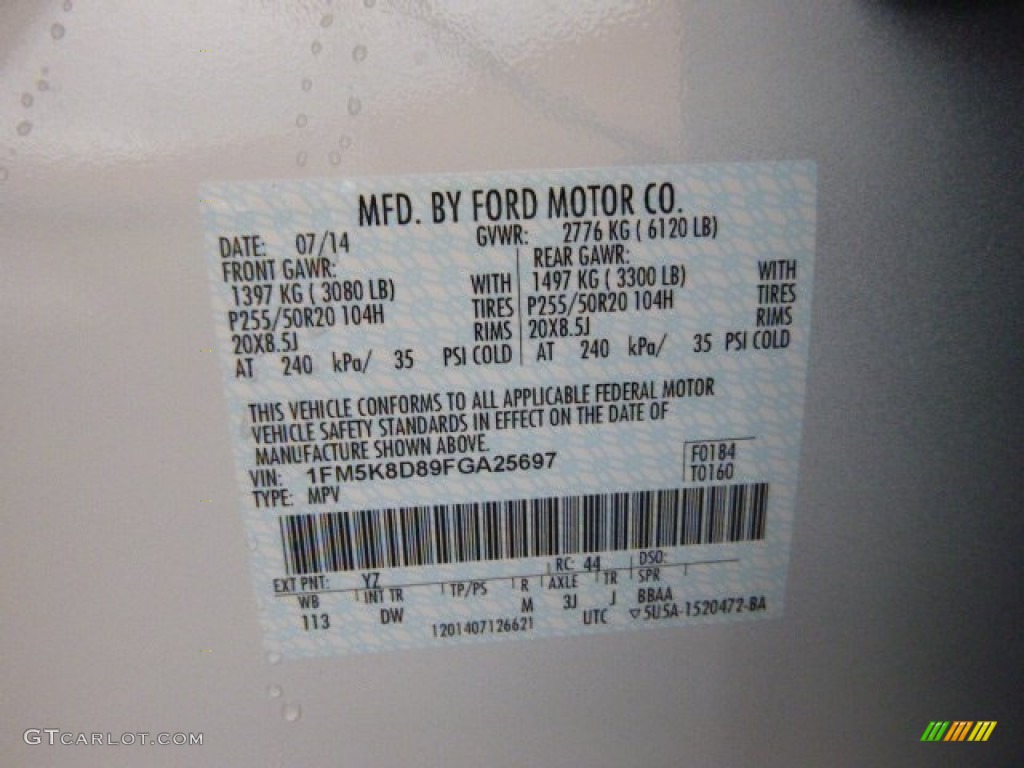 MFD. BY FORD MOTOR CO.
DATE: 07/14 GVWR: 2776 KG ( 6120 LB)
FRONT GAWR: REAR GAWR:
1397 KG ( 3080 LB) WITH 1497 KG ( 3300 LB) WITH
P255/50R20 104H TIRES P255/50R20 104H TIRES
20X8.5J RIMS 20X8.5J RIMS
AT 240 kPa/ 35 PSI COLD AT 240 kPa/ 35 PSI COLD
THIS VEHICLE CONFORMS TO ALL APPLICABLE FEDERAL MOTOR
VEHICLE SAFETY STANDARDS IN EFFECT ON THE DATE OF
MANUFACTURE SHOWN ABOVE.
VIN: 1FM5K8D89FGA25697 F0184
TYPE: MPV T0160
EXT PNT: YZ RC: 44 DSO:
WB INT TR TP/PS R AXLE TR SPR
113 DW M 3J J BBAA
1201407126621 UTC ▽5U5A-1520472-BA
GTCARLOT.COM